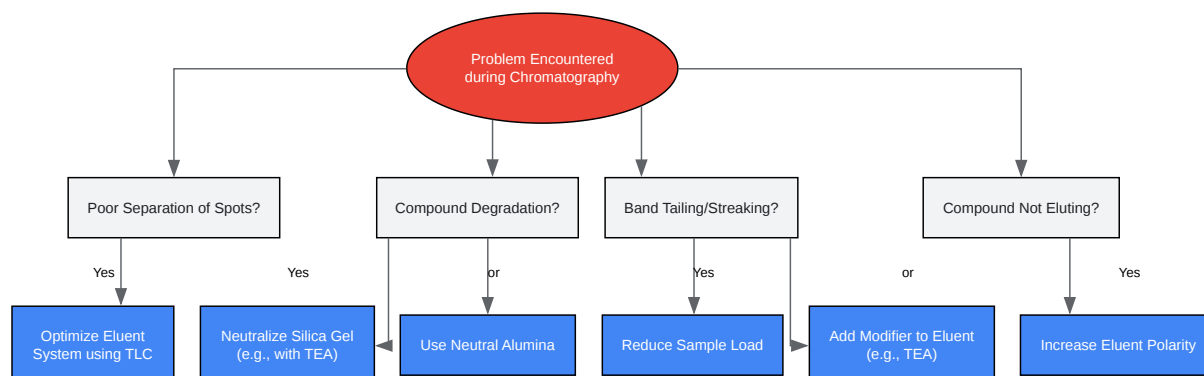 Problem Encountered
during Chromatography
Poor Separation of Spots?
Compound Degradation?
Band Tailing/Streaking?
Compound Not Eluting?
Yes
Yes
or
Yes
or
Yes
Optimize Eluent
System using TLC
Neutralize Silica Gel
(e.g., with TEA)
Use Neutral Alumina
Reduce Sample Load
Add Modifier to Eluent
(e.g., TEA)
Increase Eluent Polarity